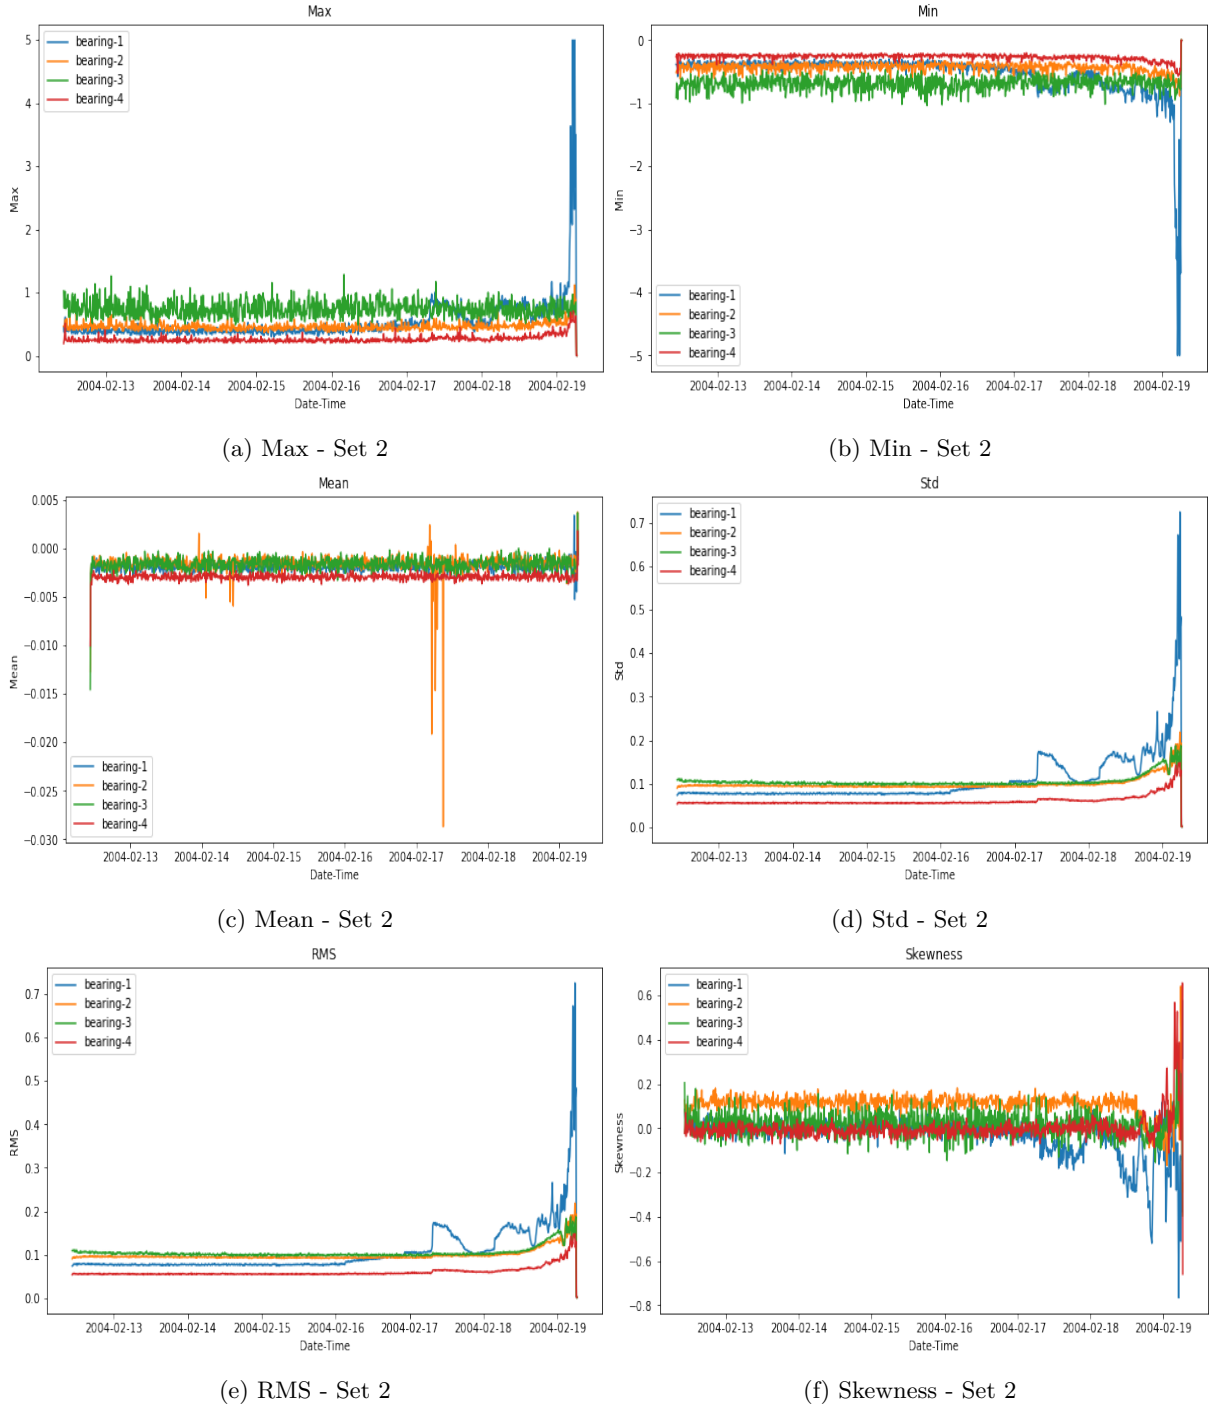 Max
bearing-1
bearing-2
bearing-3
bearing-4
5
4
3
2
1
0
Max
2004-02-13 2004-02-14 2004-02-15 2004-02-16 2004-02-17 2004-02-18 2004-02-19
Date-Time
(a) Max - Set 2
Min
0
−1
−2
−3
−4
−5
Min
bearing-1
bearing-2
bearing-3
bearing-4
2004-02-13 2004-02-14 2004-02-15 2004-02-16 2004-02-17 2004-02-18 2004-02-19
Date-Time
(b) Min - Set 2
Mean
0.005
0.000
−0.005
−0.010
−0.015
−0.020
−0.025
−0.030
Mean
bearing-1
bearing-2
bearing-3
bearing-4
2004-02-13 2004-02-14 2004-02-15 2004-02-16 2004-02-17 2004-02-18 2004-02-19
Date-Time
(c) Mean - Set 2
Std
bearing-1
bearing-2
bearing-3
bearing-4
0.7
0.6
0.5
0.4
0.3
0.2
0.1
0.0
Std
2004-02-13 2004-02-14 2004-02-15 2004-02-16 2004-02-17 2004-02-18 2004-02-19
Date-Time
(d) Std - Set 2
RMS
bearing-1
bearing-2
bearing-3
bearing-4
0.7
0.6
0.5
0.4
0.3
0.2
0.1
0.0
RMS
2004-02-13 2004-02-14 2004-02-15 2004-02-16 2004-02-17 2004-02-18 2004-02-19
Date-Time
(e) RMS - Set 2
Skewness
bearing-1
bearing-2
bearing-3
bearing-4
0.6
0.4
0.2
0.0
−0.2
−0.4
−0.6
−0.8
Skewness
2004-02-13 2004-02-14 2004-02-15 2004-02-16 2004-02-17 2004-02-18 2004-02-19
Date-Time
(f) Skewness - Set 2